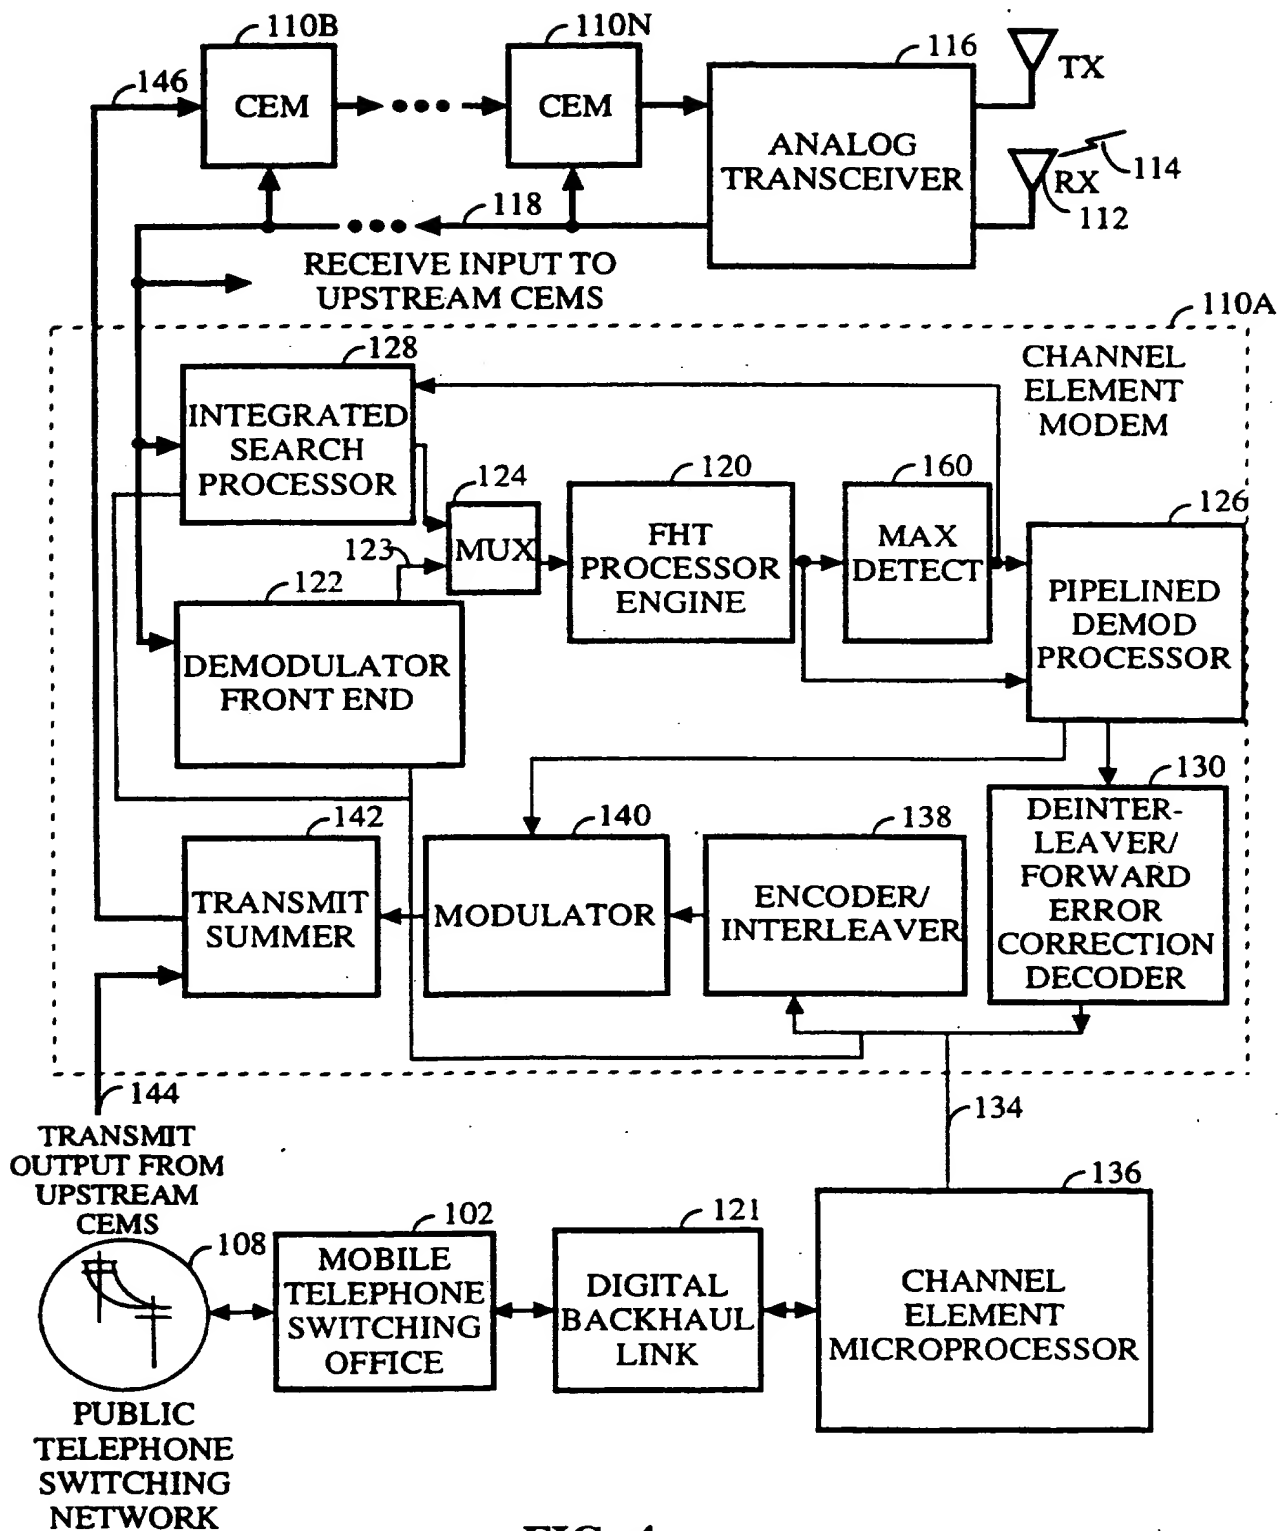 110B
110N
116
TX
146
CEM
CEM
ANALOG
TRANSCEIVER
RX
114
112
118
RECEIVE INPUT TO
UPSTREAM CEMS
110A
CHANNEL
ELEMENT
MODEM
128
INTEGRATED
SEARCH
PROCESSOR
124
MUX
123
120
FHT
PROCESSOR
ENGINE
160
MAX
DETECT
126
PIPELINED
DEMOD
PROCESSOR
122
DEMODULATOR
FRONT END
130
DEINTER-
LEAVER/
FORWARD
ERROR
CORRECTION
DECODER
142
TRANSMIT
SUMMER
140
MODULATOR
138
ENCODER/
INTERLEAVER
144
TRANSMIT
OUTPUT FROM
UPSTREAM
CEMS
134
136
CHANNEL
ELEMENT
MICROPROCESSOR
108
102
MOBILE
TELEPHONE
SWITCHING
OFFICE
121
DIGITAL
BACKHAUL
LINK
PUBLIC
TELEPHONE
SWITCHING
NETWORK